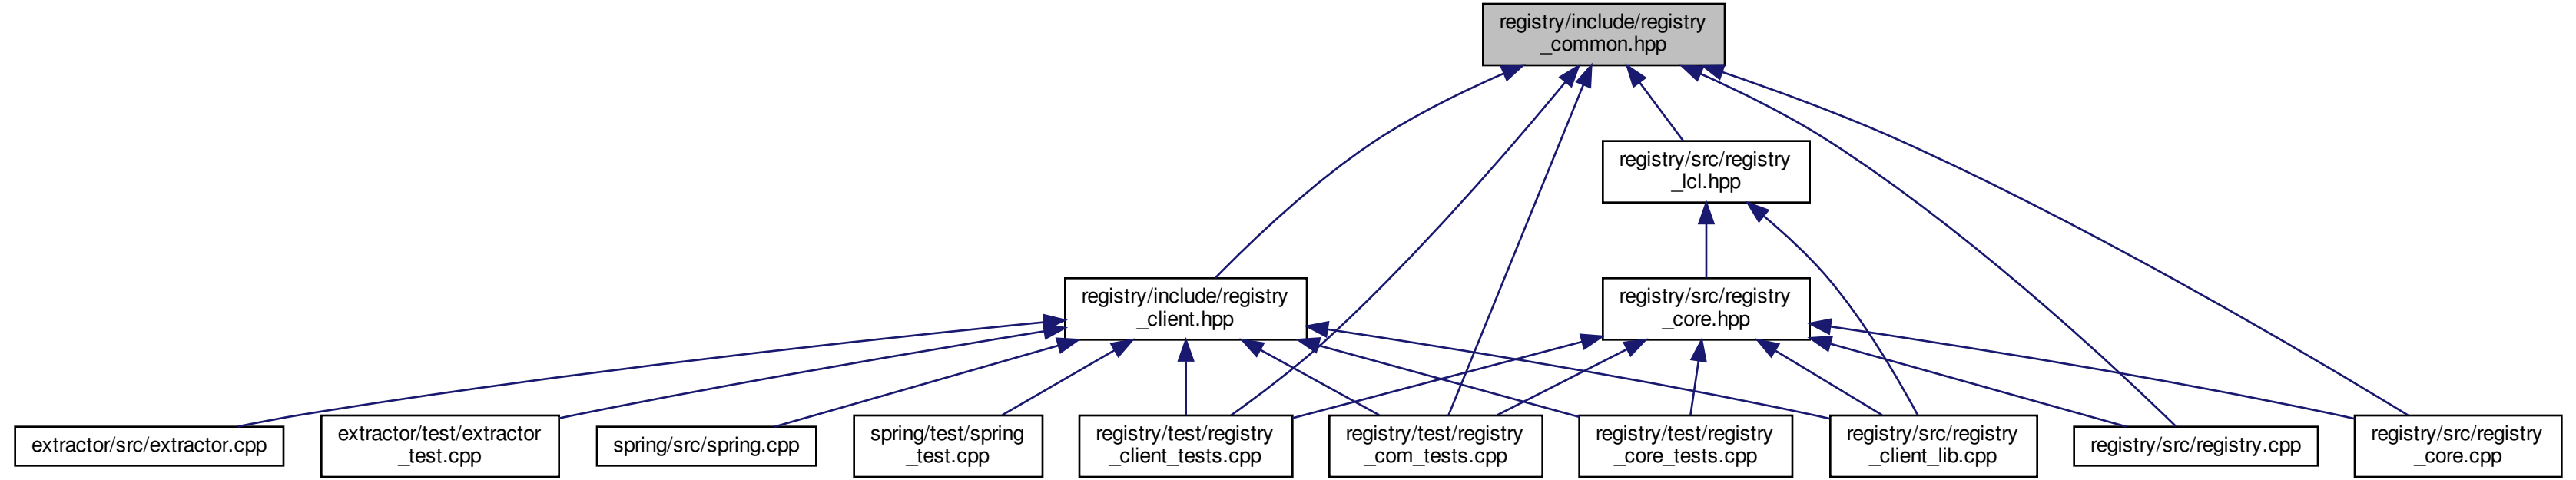 registry/include/registry
_common.hpp
registry/src/registry
_lcl.hpp
registry/include/registry
_client.hpp
registry/src/registry
_core.hpp
extractor/src/extractor.cpp
extractor/test/extractor
_test.cpp
spring/src/spring.cpp
spring/test/spring
_test.cpp
registry/test/registry
_client_tests.cpp
registry/test/registry
_com_tests.cpp
registry/test/registry
_core_tests.cpp
registry/src/registry
_client_lib.cpp
registry/src/registry.cpp
registry/src/registry
_core.cpp